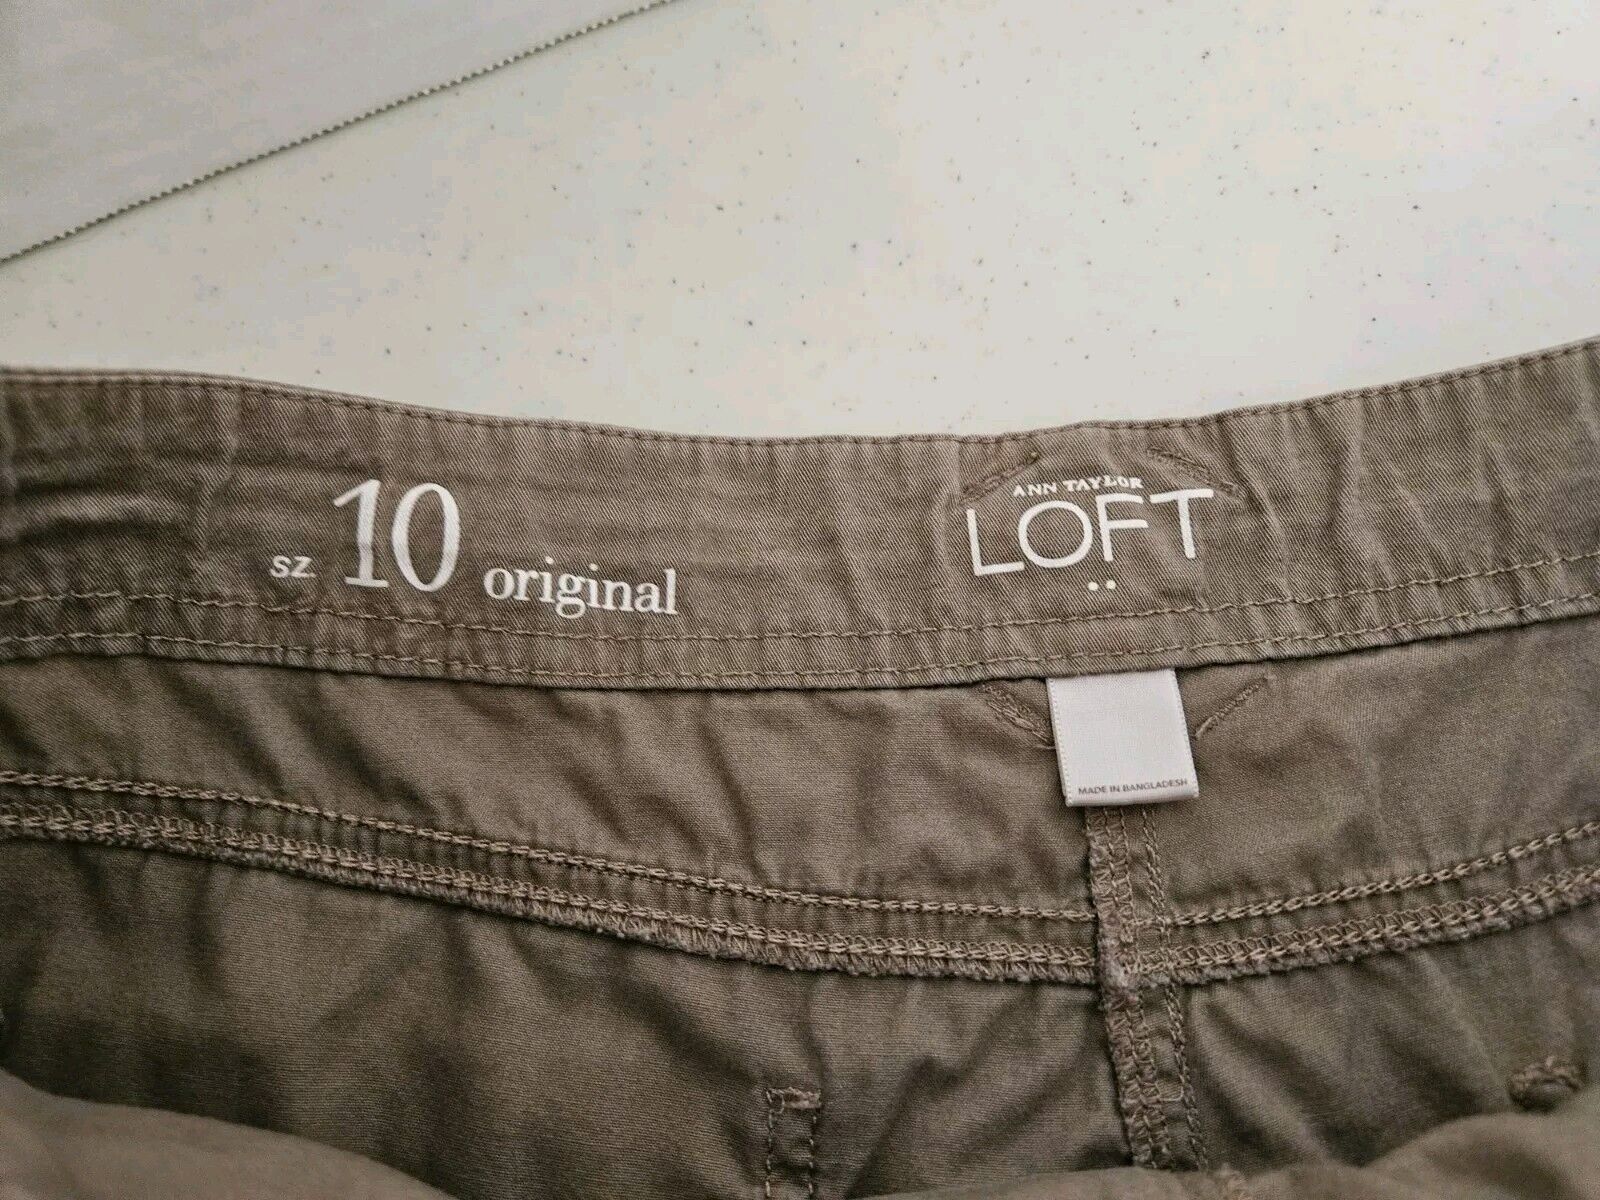 sz. 10 original
ANN TAYLOR
LOFT
MADE IN BANGLADESH